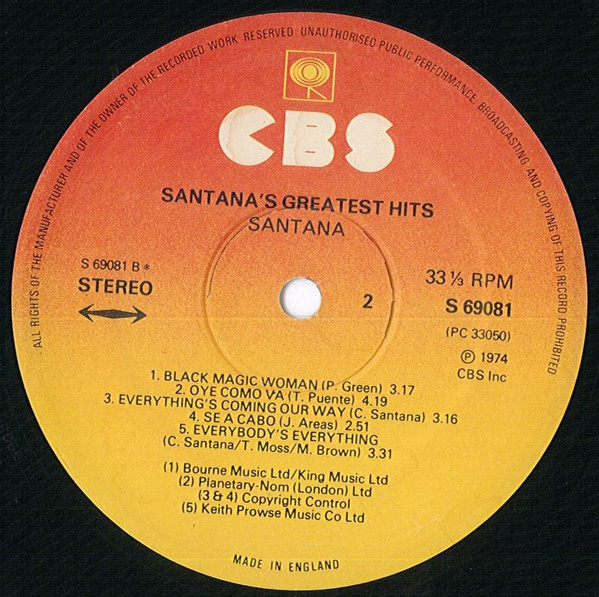 ALL RIGHTS OF THE MANUFACTURER AND OF THE OWNER OF THE RECORDED WORK RESERVED UNAUTHORISED PUBLIC PERFORMANCE, BROADCASTING AND COPYING OF THIS RECORD PROHIBITED
CBS
SANTANA'S GREATEST HITS
SANTANA
S 69081 B*
STEREO
2
33 ⅓ RPM
S 69081
(PC 33050)
Ⓟ 1974
CBS Inc
1. BLACK MAGIC WOMAN (P. Green) 3.17
2. OYE COMO VA (T. Puente) 4.19
3. EVERYTHING'S COMING OUR WAY (C. Santana) 3.16
4. SE A CABO (J. Areas) 2.51
5. EVERYBODY'S EVERYTHING
(C. Santana/T. Moss/M. Brown) 3.31
(1) Bourne Music Ltd/King Music Ltd
(2) Planetary-Nom (London) Ltd
(3 & 4) Copyright Control
(5) Keith Prowse Music Co Ltd
MADE IN ENGLAND